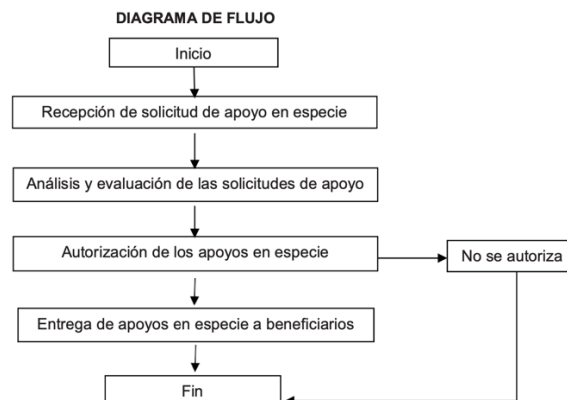 DIAGRAMA DE FLUJO
Inicio
Recepción de solicitud de apoyo en especie
Análisis y evaluación de las solicitudes de apoyo
Autorización de los apoyos en especie
No se autoriza
Entrega de apoyos en especie a beneficiarios
Fin